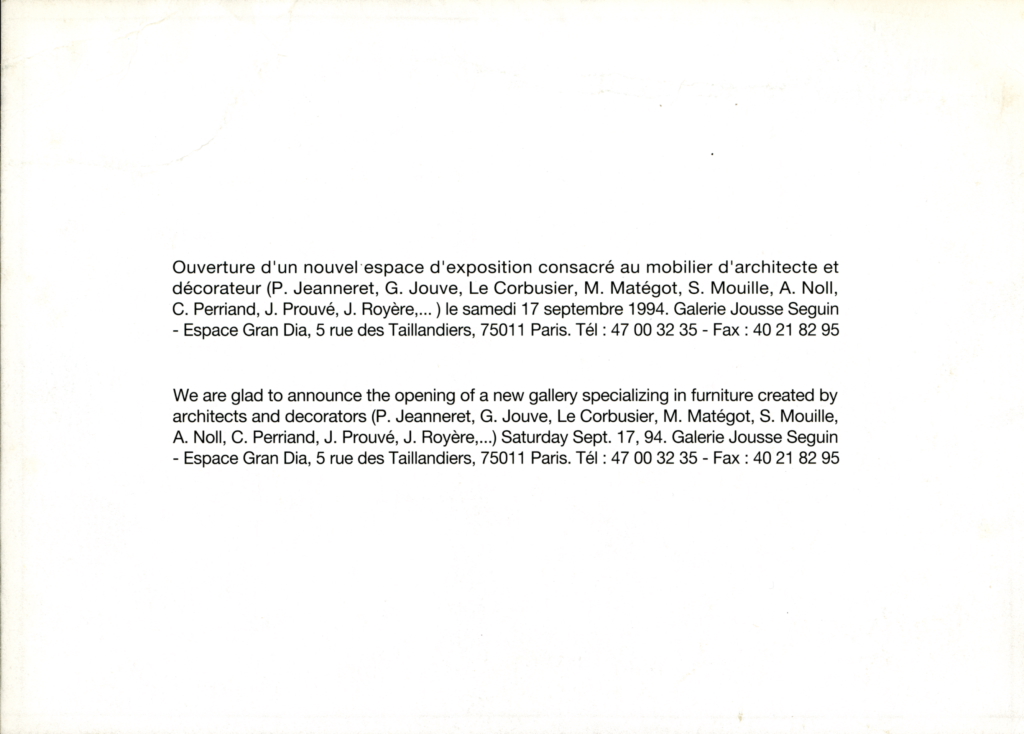 Ouverture d'un nouvel espace d'exposition consacré au mobilier d'architecte et
décorateur (P. Jeanneret, G. Jouve, Le Corbusier, M. Matégot, S. Mouille, A. Noll,
C. Perriand, J. Prouvé, J. Royère,... ) le samedi 17 septembre 1994. Galerie Jousse Seguin
- Espace Gran Dia, 5 rue des Taillandiers, 75011 Paris. Tél : 47 00 32 35 - Fax : 40 21 82 95
We are glad to announce the opening of a new gallery specializing in furniture created by
architects and decorators (P. Jeanneret, G. Jouve, Le Corbusier, M. Matégot, S. Mouille,
A. Noll, C. Perriand, J. Prouvé, J. Royère,...) Saturday Sept. 17, 94. Galerie Jousse Seguin
- Espace Gran Dia, 5 rue des Taillandiers, 75011 Paris. Tél : 47 00 32 35 - Fax : 40 21 82 95